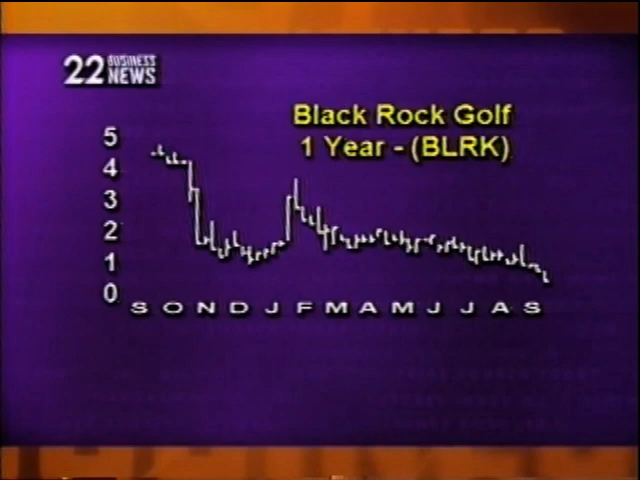 22 BUSINESS NEWS
Black Rock Golf
1 Year - (BLRK)
5
4
3
2
1
0
S O N D J F M A M J J A S